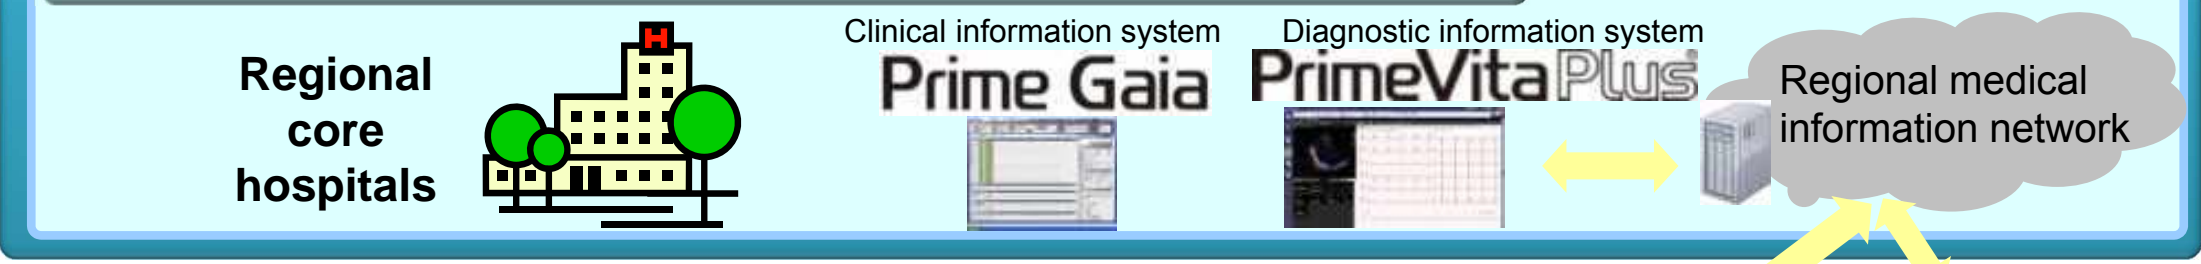 Regional
core
hospitals
H
Clinical information system
Prime Gaia
Diagnostic information system
PrimeVita Plus
Regional medical
information network